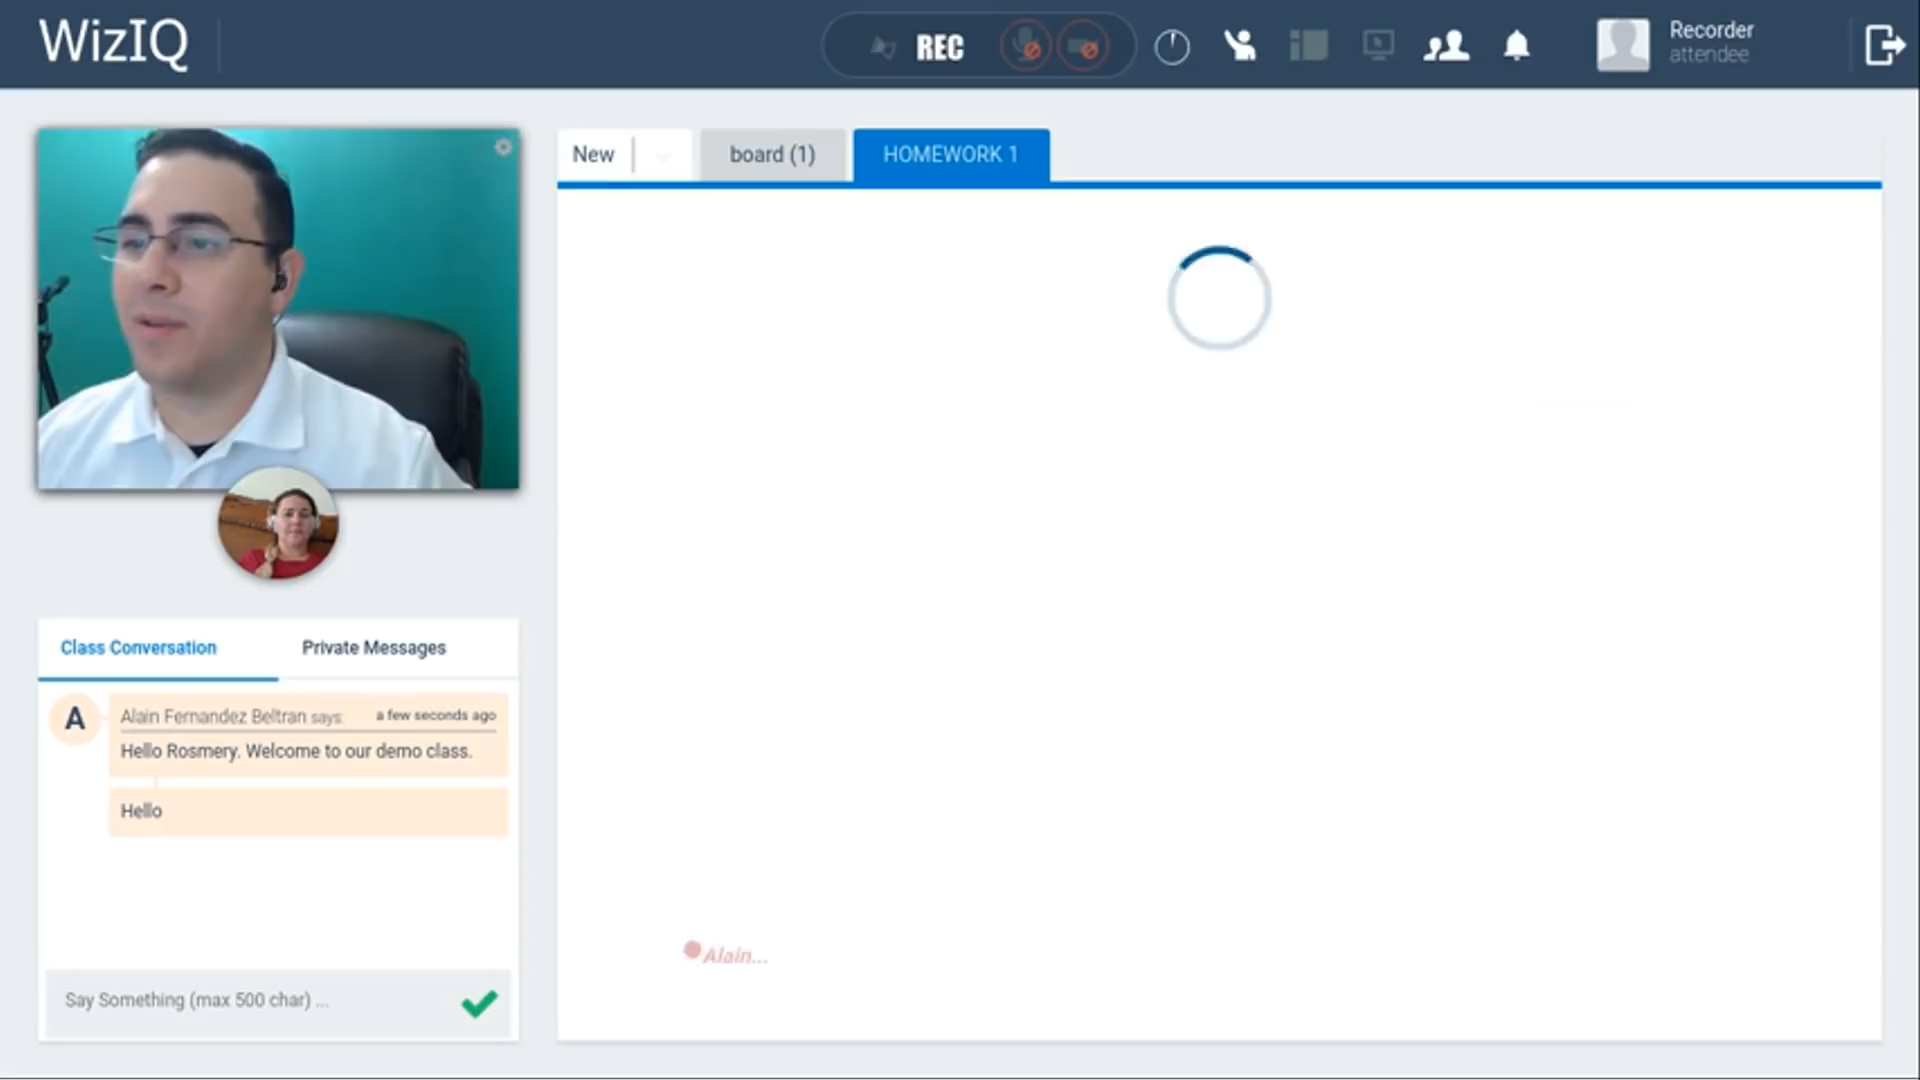 WizIQ
REC
Recorder
attendee
New
board (1)
HOMEWORK 1
Class Conversation
Private Messages
A
Alain Fernandez Beltran says:
a few seconds ago
Hello Rosmery. Welcome to our demo class.
Hello
Say Something (max 500 char) ...
Alain...